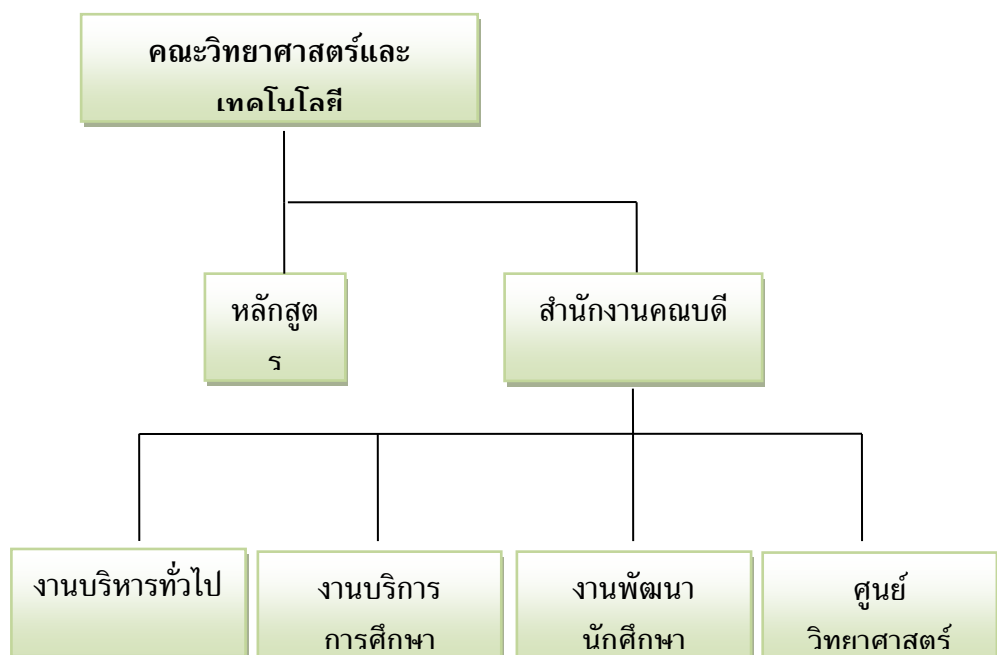 คณะวิทยาศาสตร์และ
เทคโนโลยี
หลักสูต
ร
สำนักงานคณบดี
งานบริหารทั่วไป
งานบริการ
การศึกษา
งานพัฒนา
นักศึกษา
ศูนย์
วิทยาศาสตร์